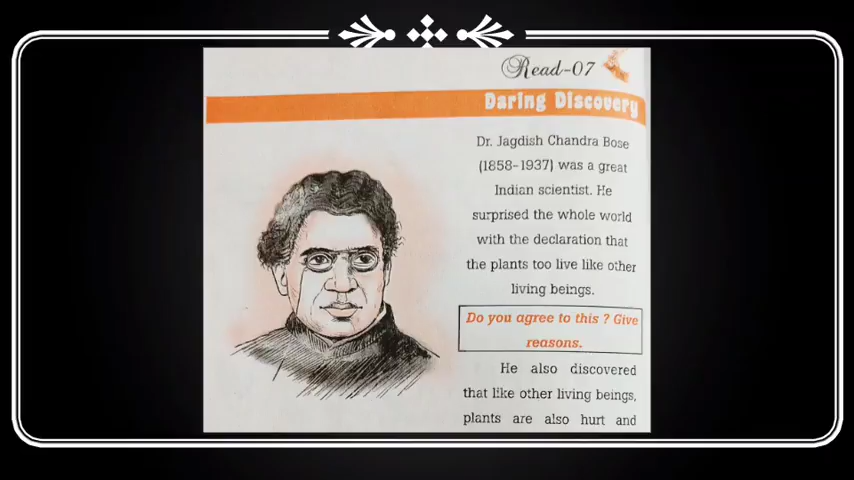 Read-07
Daring Discovery
Dr. Jagdish Chandra Bose
(1858-1937) was a great
Indian scientist. He
surprised the whole world
with the declaration that
the plants too live like other
living beings.
Do you agree to this ? Give
reasons.
He also discovered
that like other living beings,
plants are also hurt and